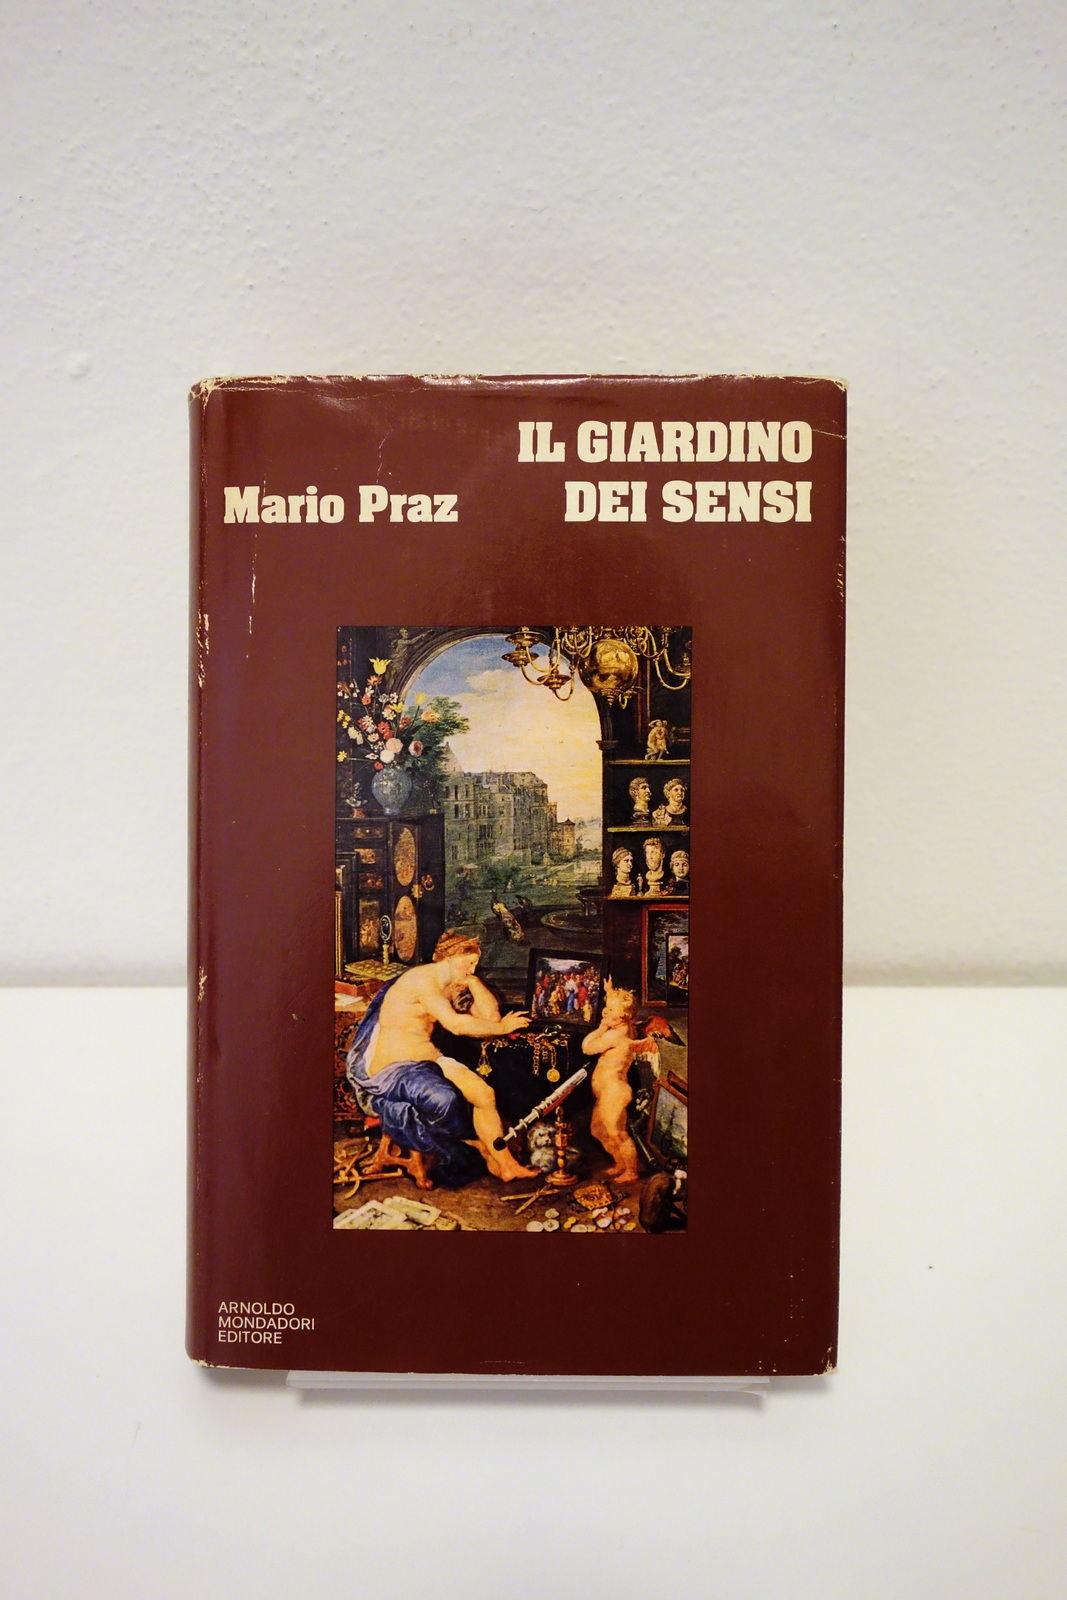 IL GIARDINO
DEI SENSI
Mario Praz
ARNOLDO
MONDADORI
EDITORE